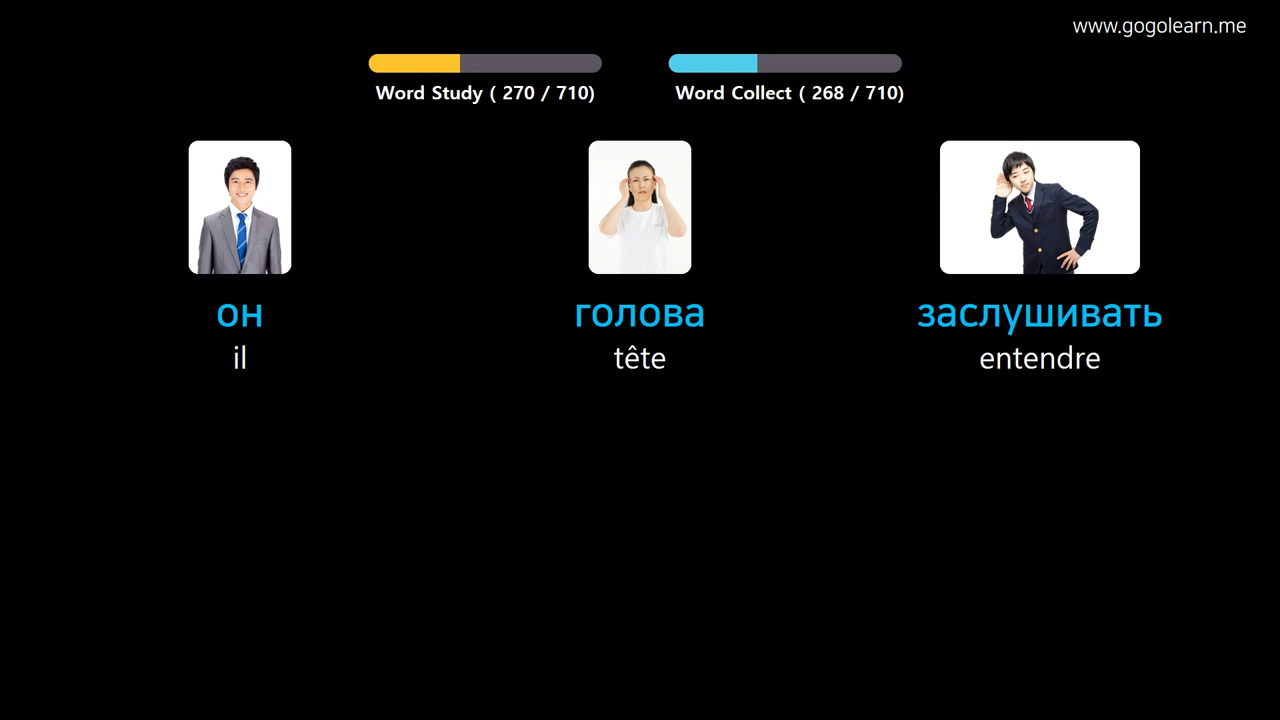 www.gogolearn.me
Word Study ( 270 / 710)
Word Collect ( 268 / 710)
он
голова
заслушивать
il
tête
entendre